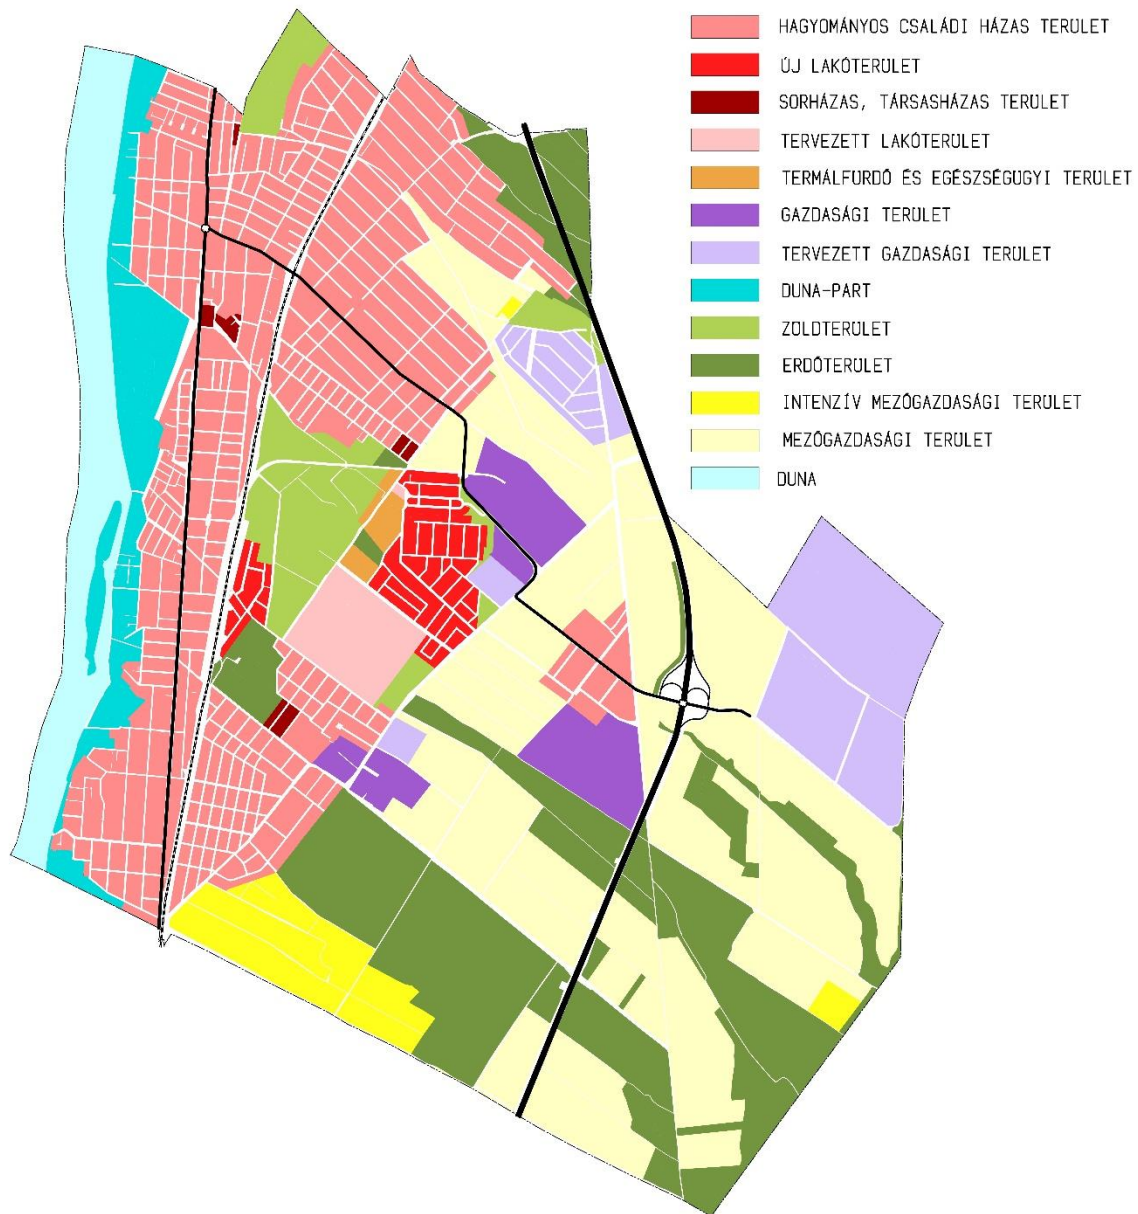 HAGYOMÁNYOS CSALÁDI HÁZAS TERÜLET
ÚJ LAKÓTERÜLET
SORHÁZAS, TÁRSASHÁZAS TERÜLET
TERVEZETT LAKÓTERÜLET
TERMÁLFÜRDŐ ÉS EGÉSZSÉGÜGYI TERÜLET
GAZDASÁGI TERÜLET
TERVEZETT GAZDASÁGI TERÜLET
DUNA-PART
ZÖLDTERÜLET
ERDŐTERÜLET
INTENZÍV MEZŐGAZDASÁGI TERÜLET
MEZŐGAZDASÁGI TERÜLET
DUNA